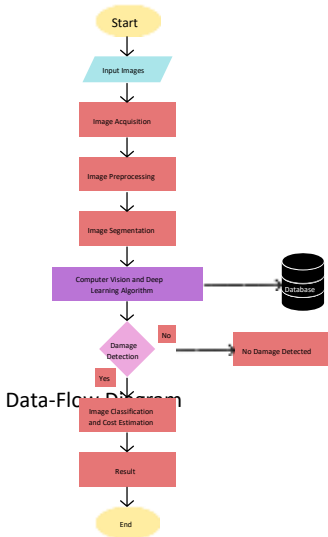 Start
Input Images
Image Acquisition
Image Preprocessing
Image Segmentation
Computer Vision and Deep
Learning Algorithm
Database
No
Damage
Detection
No Damage Detected
Yes
Data-Flow Diagram
Image Classification
and Cost Estimation
Result
End